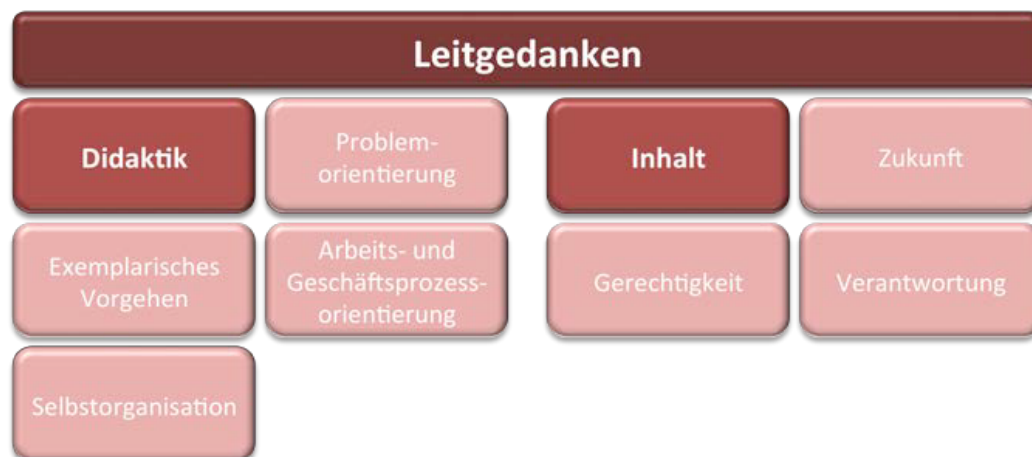 Leitgedanken
Didaktik
Problem-
orientierung
Inhalt
Zukunft
Exemplarisches
Vorgehen
Arbeits- und
Geschäftsprozess-
orientierung
Gerechtigkeit
Verantwortung
Selbstorganisation